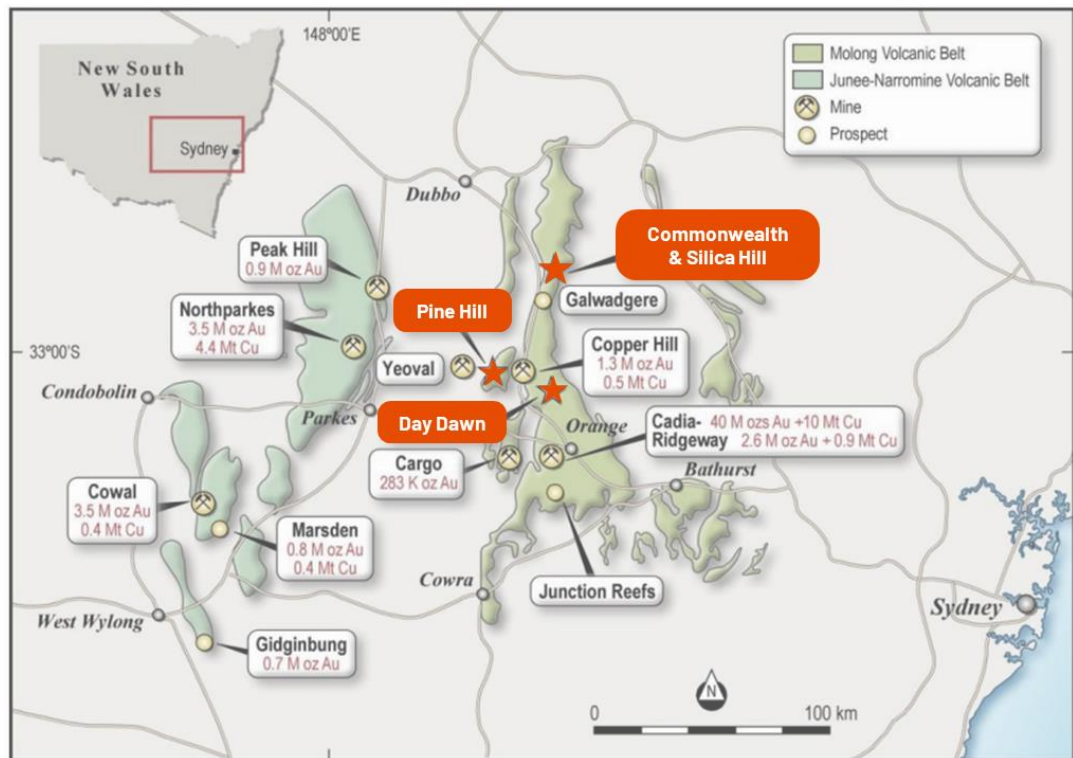 148º00'E
New South
Wales
Sydney
Molong Volcanic Belt
Junee-Narromine Volcanic Belt
Mine
Prospect
Dubbo
Commonwealth
& Silica Hill
Peak Hill
0.9 M oz Au
Galwadgere
Pine Hill
Northparkes
3.5 M oz Au
4.4 Mt Cu
33º00'S
Yeoval
Copper Hill
1.3 M oz Au
0.5 Mt Cu
Condobolin
Parkes
Day Dawn
Orange
Cadia- 40 M ozs Au +10 Mt Cu
Ridgeway 2.6 M oz Au + 0.9 Mt Cu
Cargo
283 K oz Au
Bathurst
Cowal
3.5 M oz Au
0.4 Mt Cu
Marsden
0.8 M oz Au
0.4 Mt Cu
Cowra
Junction Reefs
Sydney
West Wylong
Gidginbung
0.7 M oz Au
N
0
100 km